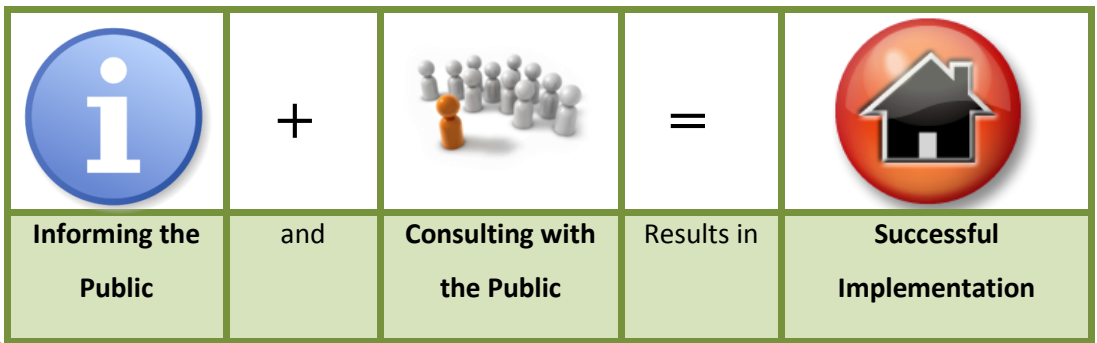 i
+
=
Informing the
Public
and
Consulting with
the Public
Results in
Successful
Implementation